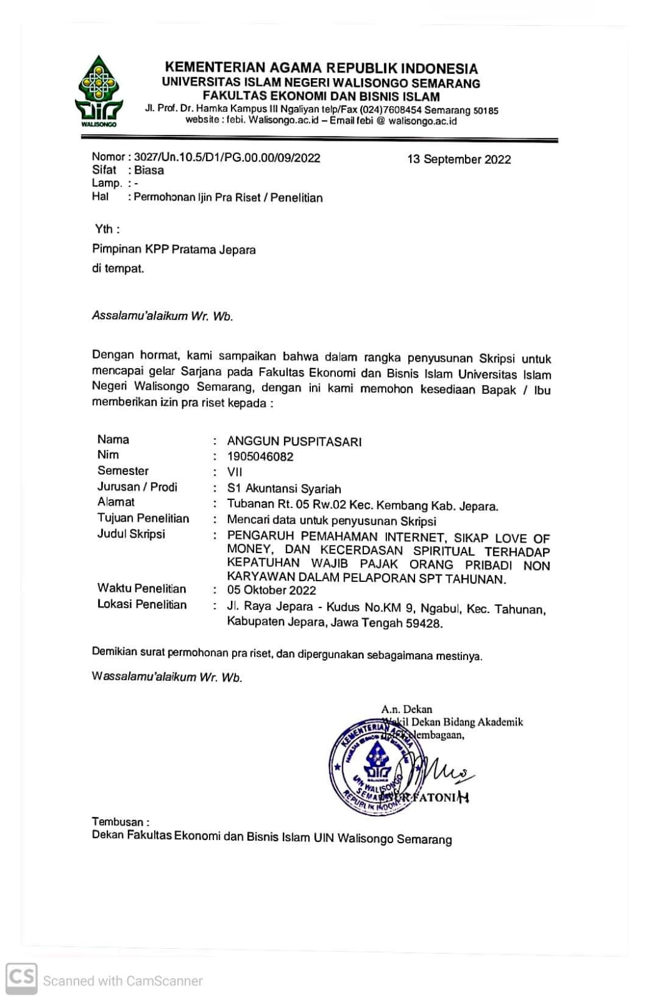 KEMENTERIAN AGAMA REPUBLIK INDONESIA
UNIVERSITAS ISLAM NEGERI WALISONGO SEMARANG
FAKULTAS EKONOMI DAN BISNIS ISLAM
Jl. Prof. Dr. Hamka Kampus III Ngaliyan telp/Fax (024)7608454 Semarang 50185
website : febi. Walisongo.ac.id – Email febi @ walisongo.ac.id
WALISONGO
Nomor : 3027/Un.10.5/D1/PG.00.00/09/2022 13 September 2022
Sifat : Biasa
Lamp. : -
Hal : Permohonan Ijin Pra Riset / Penelitian
Yth :
Pimpinan KPP Pratama Jepara
di tempat.
Assalamu'alaikum Wr. Wb.
Dengan hormat, kami sampaikan bahwa dalam rangka penyusunan Skripsi untuk
mencapai gelar Sarjana pada Fakultas Ekonomi dan Bisnis Islam Universitas Islam
Negeri Walisongo Semarang, dengan ini kami memohon kesediaan Bapak / Ibu
memberikan izin pra riset kepada :
Nama : ANGGUN PUSPITASARI
Nim : 1905046082
Semester : VII
Jurusan / Prodi : S1 Akuntansi Syariah
Alamat : Tubanan Rt. 05 Rw.02 Kec. Kembang Kab. Jepara.
Tujuan Penelitian : Mencari data untuk penyusunan Skripsi
Judul Skripsi : PENGARUH PEMAHAMAN INTERNET, SIKAP LOVE OF
MONEY, DAN KECERDASAN SPIRITUAL TERHADAP
KEPATUHAN WAJIB PAJAK ORANG PRIBADI NON
KARYAWAN DALAM PELAPORAN SPT TAHUNAN.
Waktu Penelitian : 05 Oktober 2022
Lokasi Penelitian : Jl. Raya Jepara - Kudus No.KM 9, Ngabul, Kec. Tahunan,
Kabupaten Jepara, Jawa Tengah 59428.
Demikian surat permohonan pra riset, dan dipergunakan sebagaimana mestinya.
Wassalamu'alaikum Wr. Wb.
A.n. Dekan
Wakil Dekan Bidang Akademik
Kelembagaan,
KEMENTERIAN AGAMA
FAKULTAS EKONOMI DAN BISNIS ISLAM
UIN WALISONGO
SEMARANG
REPUBLIK INDONESIA
NUR FATONI
Tembusan :
Dekan Fakultas Ekonomi dan Bisnis Islam UIN Walisongo Semarang
CS Scanned with CamScanner